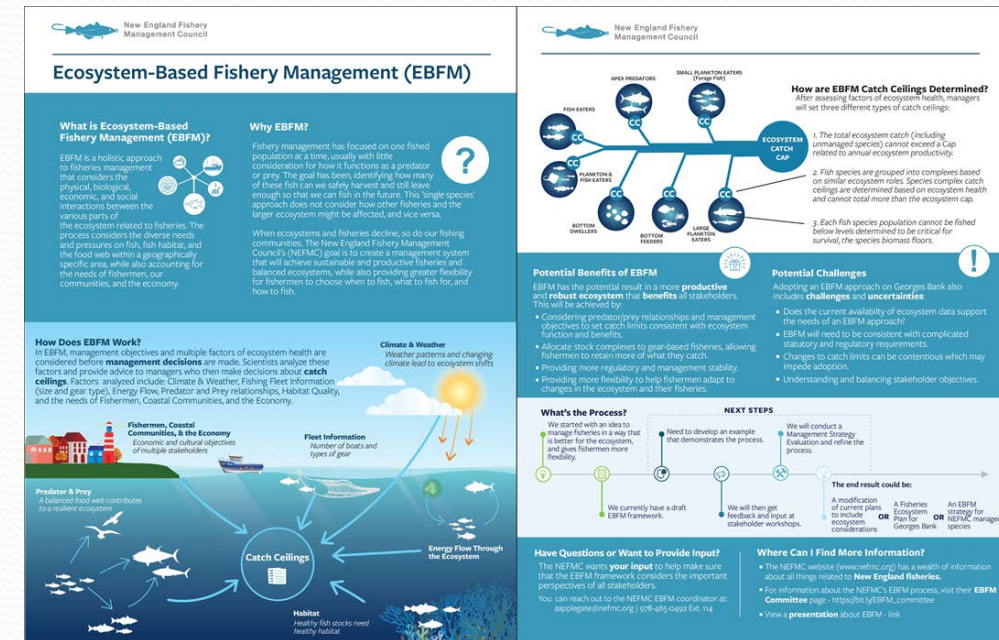 New England Fishery
Management Council
Ecosystem-Based Fishery Management (EBFM)
What is Ecosystem-Based
Fishery Management (EBFM)?
EBFM is a holistic approach
to fisheries management
that considers the
physical, biological,
economic, and social
interactions between the
various parts of
the ecosystem related to fisheries. The
process considers the diverse needs
and pressures on fish, fish habitat, and
the food web within a geographically
specific area, while also accounting for
the needs of fishermen, our
communities, and the economy.
Why EBFM?
Fishery management has focused on one fished
population at a time, usually with little
consideration for how it functions as a predator
or prey. The goal has been, identifying how many
of these fish can we safely harvest and still leave
enough so that we can fish in the future. This 'single species'
approach does not consider how other fisheries and the
larger ecosystem might be affected, and vice versa.
When ecosystems and fisheries decline, so do our fishing
communities. The New England Fishery Management
Council's (NEFMC) goal is to create a management system
that will achieve sustainable and productive fisheries and
balanced ecosystems, while also providing greater flexibility
for fishermen to choose when to fish, what to fish for, and
how to fish.
?
How Does EBFM Work?
In EBFM, management objectives and multiple factors of ecosystem health are
considered before management decisions are made. Scientists analyze these
factors and provide advice to managers who then make decisions about catch
ceilings. Factors analyzed include: Climate & Weather, Fishing Fleet Information
(size and gear type), Energy Flow, Predator and Prey relationships, Habitat Quality,
and the needs of Fishermen, Coastal Communities, and the Economy.
Climate & Weather
Weather patterns and changing
climate lead to ecosystem shifts
Fishermen, Coastal
Communities, & the Economy
Economic and cultural objectives
of multiple stakeholders
Fleet Information
Number of boats and
types of gear
Predator & Prey
A balanced food web contributes
to a resilient ecosystem
Catch Ceilings
Energy Flow Through
the Ecosystem
Habitat
Healthy fish stocks need
healthy habitat
New England Fishery
Management Council
APEX PREDATORS
SMALL PLANKTON EATERS
(Forage Fish)
FISH EATERS
CC
CC
CC
CC
CC
CC
CC
PLANKTON &
FISH EATERS
BOTTOM
DWELLERS
BOTTOM
FEEDERS
LARGE
PLANKTON
EATERS
ECOSYSTEM
CATCH
CAP
How are EBFM Catch Ceilings Determined?
After assessing factors of ecosystem health, managers
will set three different types of catch ceilings:
1. The total ecosystem catch (including
unmanaged species) cannot exceed a Cap
related to annual ecosystem productivity.
2. Fish species are grouped into complexes based
on similar ecosystem roles. Species complex catch
ceilings are determined based on ecosystem health
and cannot total more than the ecosystem cap.
3. Each fish species population cannot be fished
below levels determined to be critical for
survival, the species biomass floors.
Potential Benefits of EBFM
EBFM has the potential result in a more productive
and robust ecosystem that benefits all stakeholders.
This will be achieved by:
Considering predator/prey relationships and management
objectives to set catch limits consistent with ecosystem
function and benefits.
Allocate stock complexes to gear-based fisheries, allowing
fishermen to retain more of what they catch.
Providing more regulatory and management stability.
Providing more flexibility to help fishermen adapt to
changes in the ecosystem and their fisheries.
!
Potential Challenges
Adopting an EBFM approach on Georges Bank also
includes challenges and uncertainties:
Does the current availabilty of ecosystem data support
the needs of an EBFM approach?
EBFM will need to be consistent with complicated
statutory and regulatory requirements.
Changes to catch limits can be contentious which may
impede adoption.
Understanding and balancing stakeholder objectives.
What's the Process?
NEXT STEPS
We started with an idea to
manage fisheries in a way that
is better for the ecosystem,
and gives fishermen more
flexibility.
Need to develop an example
that demonstrates the process.
We will conduct a
Management Strategy
Evaluation and refine the
process.
We currently have a draft
EBFM framework.
We will then get
feedback and input at
stakeholder workshops.
The end result could be:
A modification
of current plans
to include
ecosystem
considerations
OR
A Fisheries
Ecosystem
Plan for
Georges Bank
OR
An EBFM
strategy for
NEFMC manage
species
Have Questions or Want to Provide Input?
The NEFMC wants your input to help make sure
that the EBFM framework considers the important
perspectives of all stakeholders.
You can reach out to the NEFMC EBFM coordinator at:
aapplegate@nefmc.org | 978-465-0492 Ext. 114
Where Can I Find More Information?
The NEFMC website (www.nefmc.org) has a wealth of information
about all things related to New England fisheries.
For information about the NEFMC's EBFM process, visit their EBFM
Committee page - https://bit.ly/EBFM_committee
View a presentation about EBFM - link